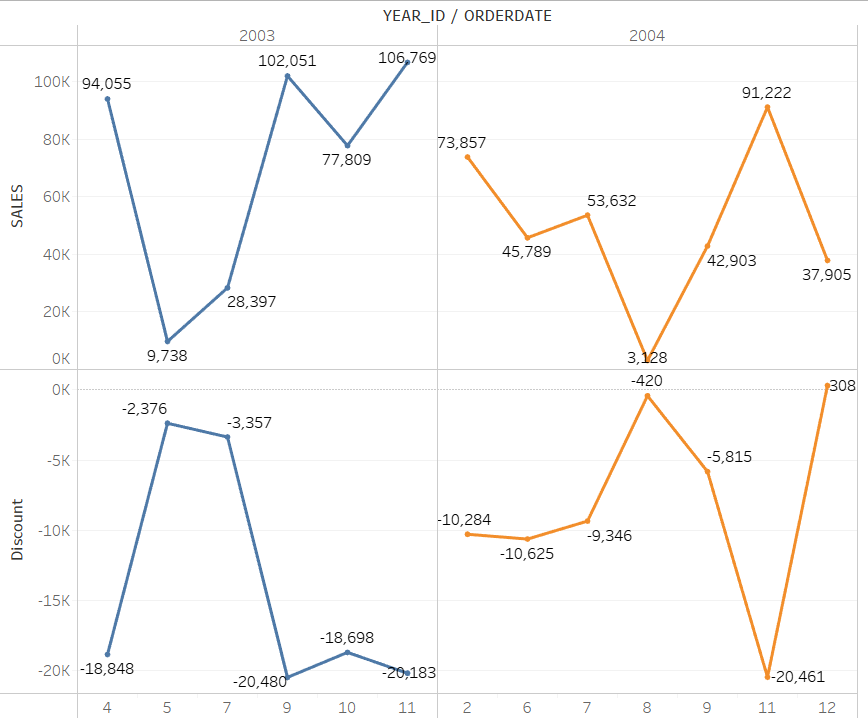 YEAR_ID / ORDERDATE
2003 2004
106,769
102,051
94,055
100K
91,222
80K
77,809
73,857
SALES
60K
53,632
45,789
40K
42,903
37,905
28,397
20K
9,738
3,128
0K
-420
0K
308
-2,376
-3,357
-5K
-5,815
Discount
-10,284
-10K
-9,346
-10,625
-15K
-18,698
-18,848
-20K
-20,183
-20,480
-20,461
4 5 7 9 10 11 2 6 7 8 9 11 12